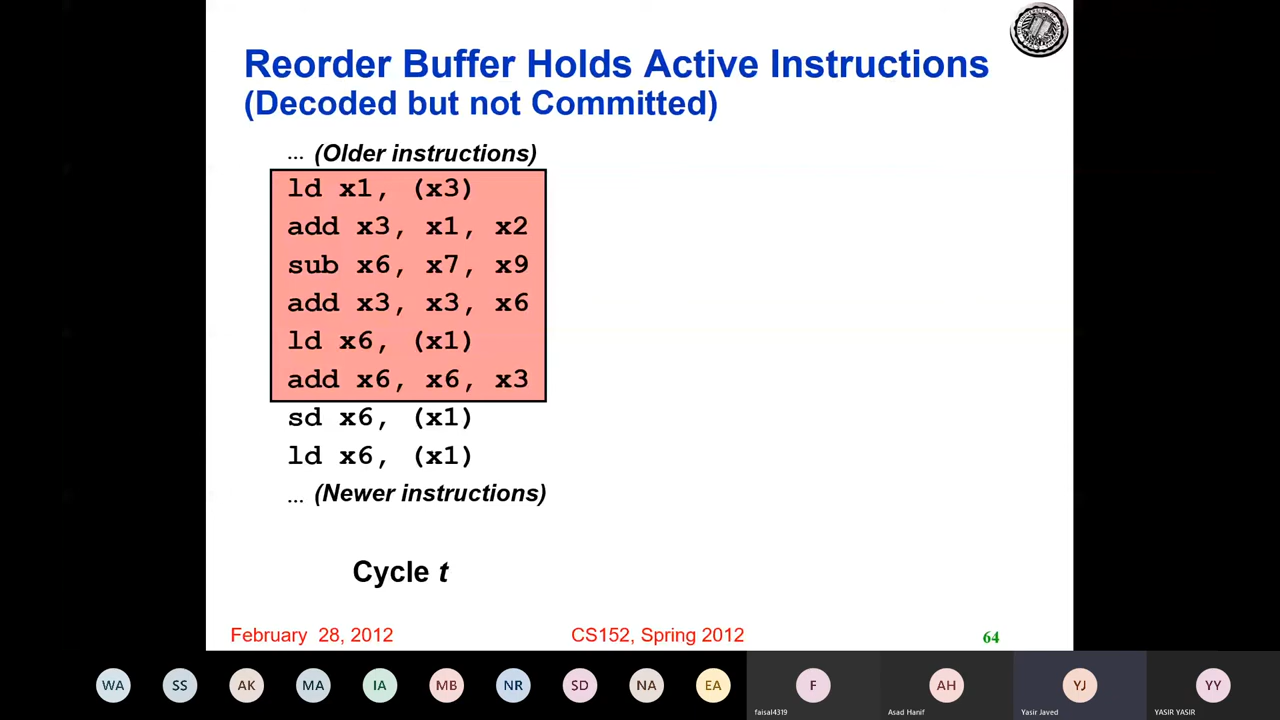 Reorder Buffer Holds Active Instructions
(Decoded but not Committed)
... (Older instructions)
ld x1, (x3)
add x3, x1, x2
sub x6, x7, x9
add x3, x3, x6
ld x6, (x1)
add x6, x6, x3
sd x6, (x1)
ld x6, (x1)
... (Newer instructions)
Cycle t
February 28, 2012
CS152, Spring 2012
64
WA
SS
AK
MA
IA
MB
NR
SD
NA
EA
F
AH
YJ
YY
faisal4319
Asad Hanif
Yasir Javed
YASIR YASIR